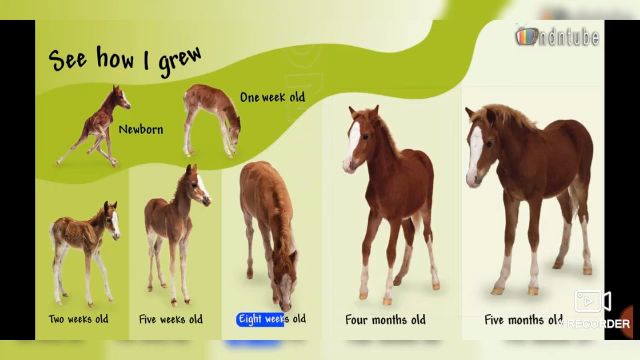 See how I grew
ndntube
One week old
Newborn
Two weeks old
Five weeks old
Eight weeks old
Four months old
Five months old
RECORDER